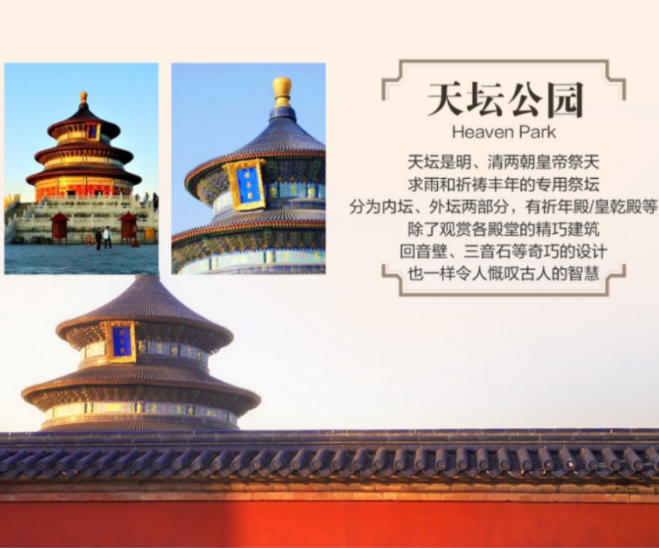 天坛公园
Heaven Park
天坛是明、清两朝皇帝祭天
求雨和祈祷丰年的专用祭坛
分为内坛、外坛两部分，有祈年殿/皇乾殿等
除了观赏各殿堂的精巧建筑
回音壁、三音石等奇巧的设计
也一样令人慨叹古人的智慧